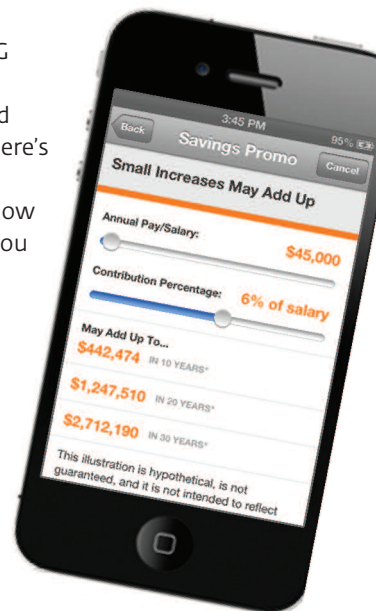 G
d
ere's
ow
ou
3:45 PM
95%
Back
Savings Promo
Cancel
Small Increases May Add Up
Annual Pay/Salary:
$45,000
Contribution Percentage:
6% of salary
May Add Up To...
$442,474 IN 10 YEARS*
$1,247,510 IN 20 YEARS*
$2,712,190 IN 30 YEARS*
This illustration is hypothetical, is not
guaranteed, and it is not intended to reflect